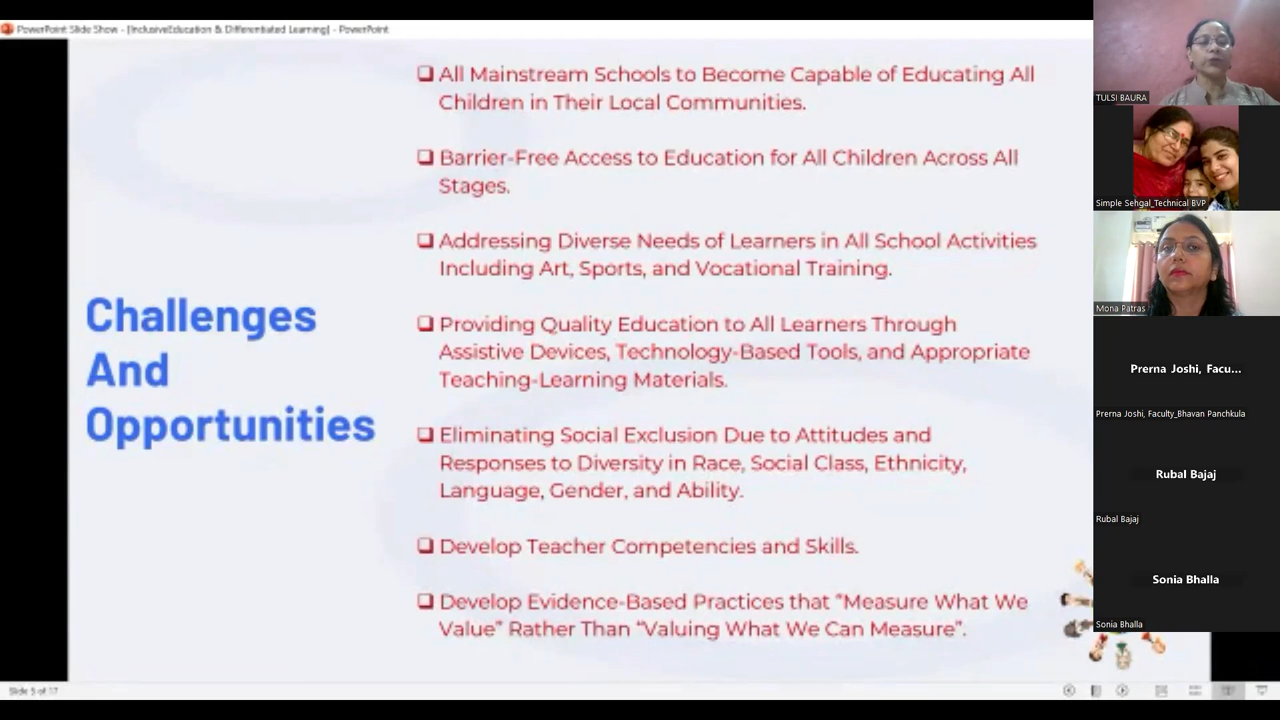 PowerPoint Slide Show - [InclusiveEducation & Differentiated Learning] - PowerPoint
Challenges
And
Opportunities
All Mainstream Schools to Become Capable of Educating All
Children in Their Local Communities.
Barrier-Free Access to Education for All Children Across All
Stages.
Addressing Diverse Needs of Learners in All School Activities
Including Art, Sports, and Vocational Training.
Providing Quality Education to All Learners Through
Assistive Devices, Technology-Based Tools, and Appropriate
Teaching-Learning Materials.
Eliminating Social Exclusion Due to Attitudes and
Responses to Diversity in Race, Social Class, Ethnicity,
Language, Gender, and Ability.
Develop Teacher Competencies and Skills.
Develop Evidence-Based Practices that “Measure What We
Value” Rather Than “Valuing What We Can Measure”.
Slide 5 of 17
TULSI BAURA
Simple Sehgal_Technical BVP
Mona Patras
Prerna Joshi, Facu...
Prerna Joshi, Faculty_Bhavan Panchkula
Rubal Bajaj
Rubal Bajaj
Sonia Bhalla
Sonia Bhalla